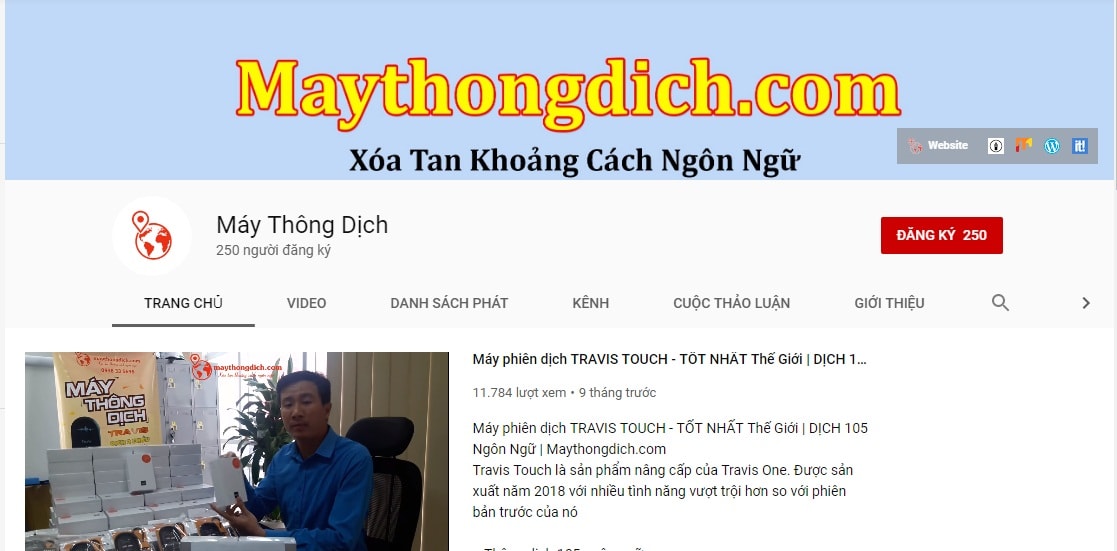 Maythongdich.com
Xóa Tan Khoảng Cách Ngôn Ngữ
Website
it!
Máy Thông Dịch
250 người đăng ký
ĐĂNG KÝ 250
TRANG CHỦ VIDEO DANH SÁCH PHÁT KÊNH CUỘC THẢO LUẬN GIỚI THIỆU
maythongdich.com
MÁY
THÔNG
DỊCH
TRAVIS
Máy phiên dịch TRAVIS TOUCH - TỐT NHẤT Thế Giới | DỊCH 1...
11.784 lượt xem • 9 tháng trước
Máy phiên dịch TRAVIS TOUCH - TỐT NHẤT Thế Giới | DỊCH 105
Ngôn Ngữ | Maythongdich.com
Travis Touch là sản phẩm nâng cấp của Travis One. Được sản
xuất năm 2018 với nhiều tình năng vượt trội hơn so với phiên
bản trước của nó